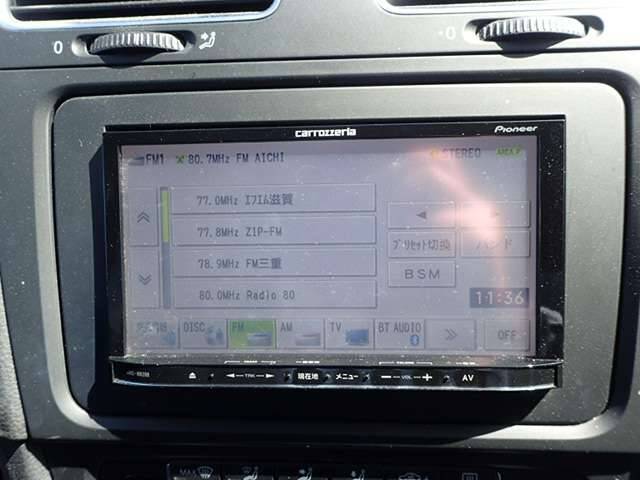 0
0
carrozzeria
Pioneer
FM1 80.7MHz FM AICHI
STEREO
77.0MHz エフエム滋賀
77.8MHz ZIP-FM
プリセット切換
バンド
78.9MHz FM三重
BSM
80.0MHz Radio 80
11:36
DISC
FM
AM
TV
BT AUDIO
OFF
TRK
現在地
メニュー
VOL
AV
MAX